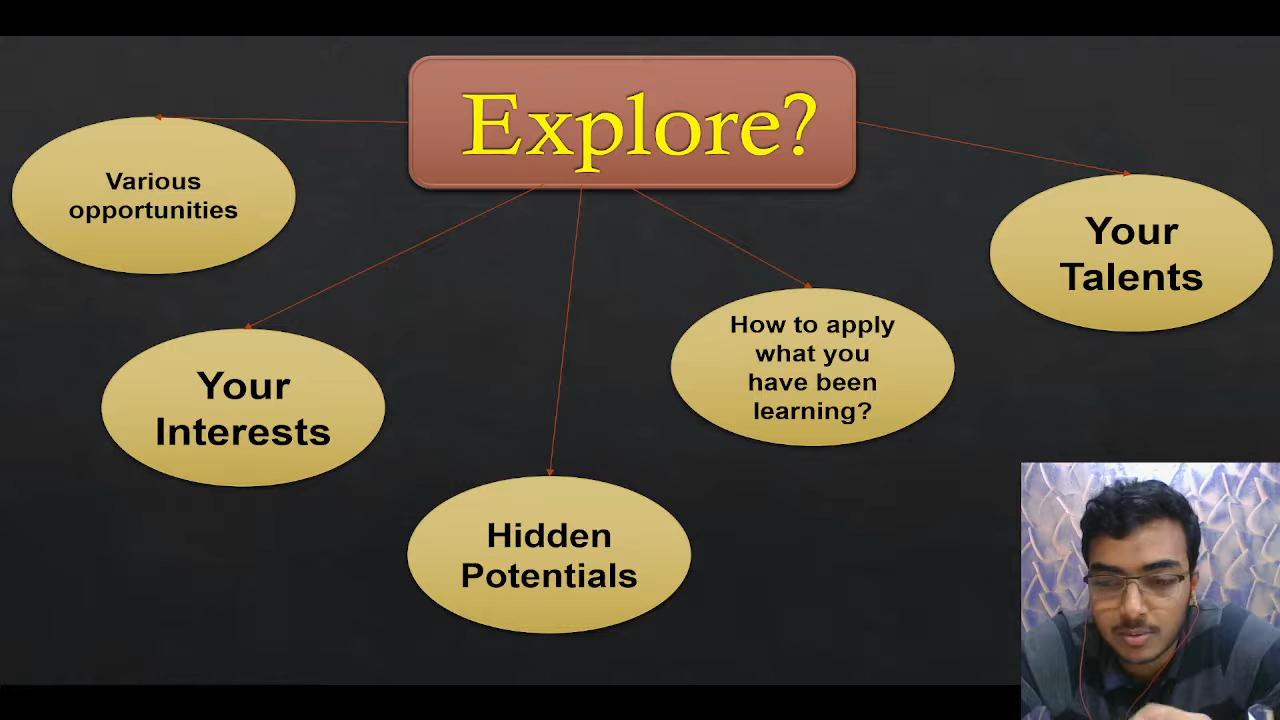 Explore?
Various
opportunities
Your
Interests
Hidden
Potentials
How to apply
what you
have been
learning?
Your
Talents